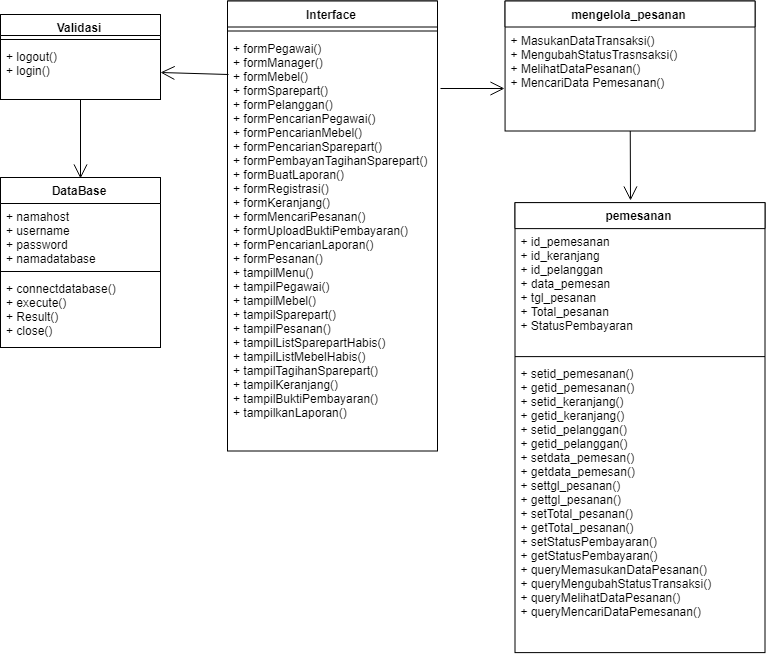 Validasi
+ logout()
+ login()
DataBase
+ namahost
+ username
+ password
+ namadatabase
+ connectdatabase()
+ execute()
+ Result()
+ close()
Interface
+ formPegawai()
+ formManager()
+ formMebel()
+ formSparepart()
+ formPelanggan()
+ formPencarianPegawai()
+ formPencarianMebel()
+ formPencarianSparepart()
+ formPembayanTagihanSparepart()
+ formBuatLaporan()
+ formRegistrasi()
+ formKeranjang()
+ formMencariPesanan()
+ formUploadBuktiPembayaran()
+ formPencarianLaporan()
+ formPesanan()
+ tampilMenu()
+ tampilPegawai()
+ tampilMebel()
+ tampilSparepart()
+ tampilPesanan()
+ tampilListSparepartHabis()
+ tampilListMebelHabis()
+ tampilTagihanSparepart()
+ tampilKeranjang()
+ tampilBuktiPembayaran()
+ tampilkanLaporan()
mengelola_pesanan
+ MasukanDataTransaksi()
+ MengubahStatusTrasnsaksi()
+ MelihatDataPesanan()
+ MencariData Pemesanan()
pemesanan
+ id_pemesanan
+ id_keranjang
+ id_pelanggan
+ data_pemesan
+ tgl_pesanan
+ Total_pesanan
+ StatusPembayaran
+ setid_pemesanan()
+ getid_pemesanan()
+ setid_keranjang()
+ getid_keranjang()
+ setid_pelanggan()
+ getid_pelanggan()
+ setdata_pemesan()
+ getdata_pemesan()
+ settgl_pesanan()
+ gettgl_pesanan()
+ setTotal_pesanan()
+ getTotal_pesanan()
+ setStatusPembayaran()
+ getStatusPembayaran()
+ queryMemasukanDataPesanan()
+ queryMengubahStatusTransaksi()
+ queryMelihatDataPesanan()
+ queryMencariDataPemesanan()